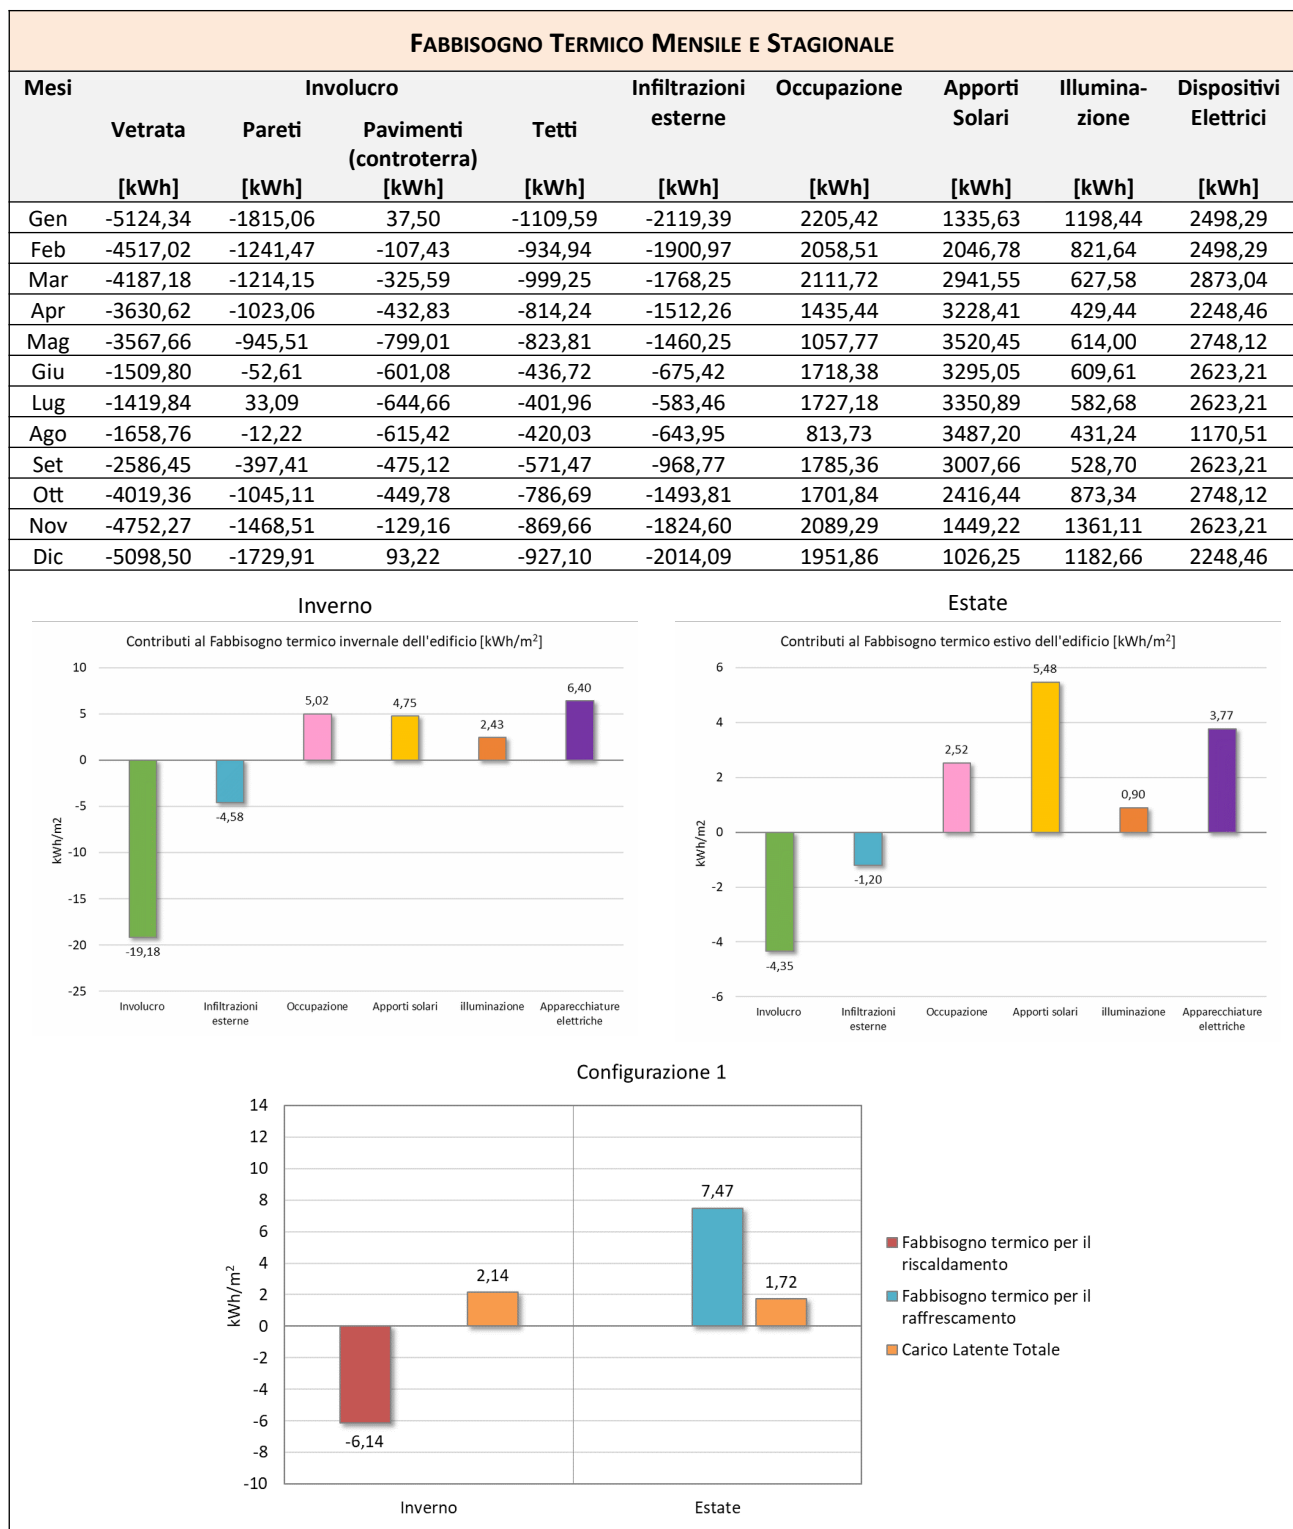 FABBISOGNO TERMICO MENSILE E STAGIONALE
Mesi Involucro Infiltrazioni esterne Occupazione Apporti Solari Illumina-zione Dispositivi Elettrici
Vetrata Pareti Pavimenti (controterra) Tetti
[kWh] [kWh] [kWh] [kWh] [kWh] [kWh] [kWh] [kWh] [kWh]
Gen -5124,34 -1815,06 37,50 -1109,59 -2119,39 2205,42 1335,63 1198,44 2498,29
Feb -4517,02 -1241,47 -107,43 -934,94 -1900,97 2058,51 2046,78 821,64 2498,29
Mar -4187,18 -1214,15 -325,59 -999,25 -1768,25 2111,72 2941,55 627,58 2873,04
Apr -3630,62 -1023,06 -432,83 -814,24 -1512,26 1435,44 3228,41 429,44 2248,46
Mag -3567,66 -945,51 -799,01 -823,81 -1460,25 1057,77 3520,45 614,00 2748,12
Giu -1509,80 -52,61 -601,08 -436,72 -675,42 1718,38 3295,05 609,61 2623,21
Lug -1419,84 33,09 -644,66 -401,96 -583,46 1727,18 3350,89 582,68 2623,21
Ago -1658,76 -12,22 -615,42 -420,03 -643,95 813,73 3487,20 431,24 1170,51
Set -2586,45 -397,41 -475,12 -571,47 -968,77 1785,36 3007,66 528,70 2623,21
Ott -4019,36 -1045,11 -449,78 -786,69 -1493,81 1701,84 2416,44 873,34 2748,12
Nov -4752,27 -1468,51 -129,16 -869,66 -1824,60 2089,29 1449,22 1361,11 2623,21
Dic -5098,50 -1729,91 93,22 -927,10 -2014,09 1951,86 1026,25 1182,66 2248,46
Inverno
Contributi al Fabbisogno termico invernale dell'edificio [kWh/m²]
10
5
0
-5
-10
-15
-20
-25
kWh/m2
-19,18
-4,58
5,02
4,75
2,43
6,40
Involucro
Infiltrazioni
esterne
Occupazione
Apporti solari
illuminazione
Apparecchiature
elettriche
Estate
Contributi al Fabbisogno termico estivo dell'edificio [kWh/m²]
6
4
2
0
-2
-4
-6
kWh/m2
-4,35
-1,20
2,52
5,48
0,90
3,77
Involucro
Infiltrazioni
esterne
Occupazione
Apporti solari
illuminazione
Apparecchiature
elettriche
Configurazione 1
14
12
10
8
6
4
2
0
-2
-4
-6
-8
-10
kWh/m²
-6,14
2,14
7,47
1,72
Inverno
Estate
Fabbisogno termico per il
riscaldamento
Fabbisogno termico per il
raffrescamento
Carico Latente Totale